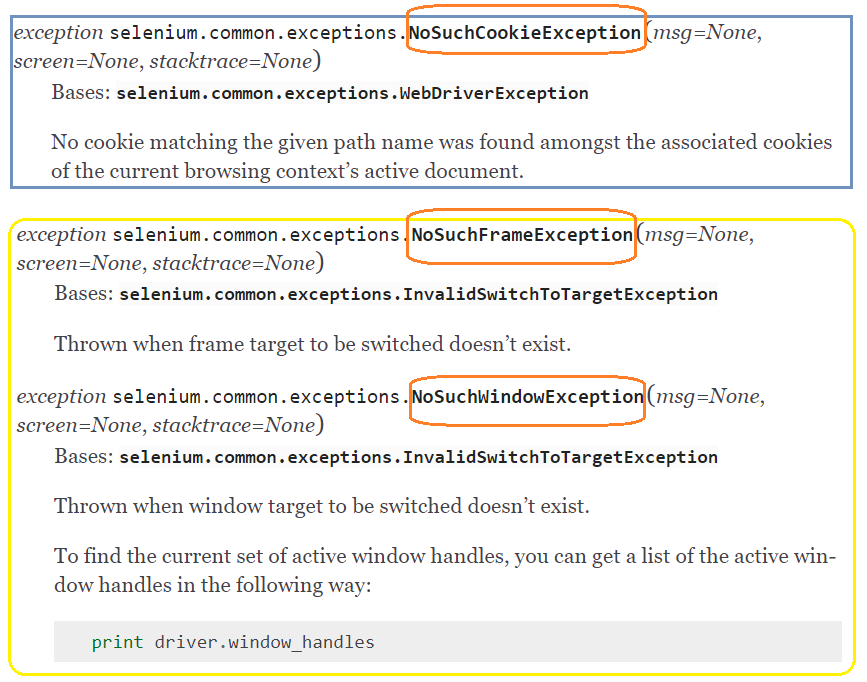 exception selenium.common.exceptions.NoSuchCookieException(msg=None,
screen=None, stacktrace=None)
Bases: selenium.common.exceptions.WebDriverException
No cookie matching the given path name was found amongst the associated cookies
of the current browsing context’s active document.
exception selenium.common.exceptions.NoSuchFrameException(msg=None,
screen=None, stacktrace=None)
Bases: selenium.common.exceptions.InvalidSwitchToTargetException
Thrown when frame target to be switched doesn’t exist.
exception selenium.common.exceptions.NoSuchWindowException(msg=None,
screen=None, stacktrace=None)
Bases: selenium.common.exceptions.InvalidSwitchToTargetException
Thrown when window target to be switched doesn’t exist.
To find the current set of active window handles, you can get a list of the active win-
dow handles in the following way:
print driver.window_handles